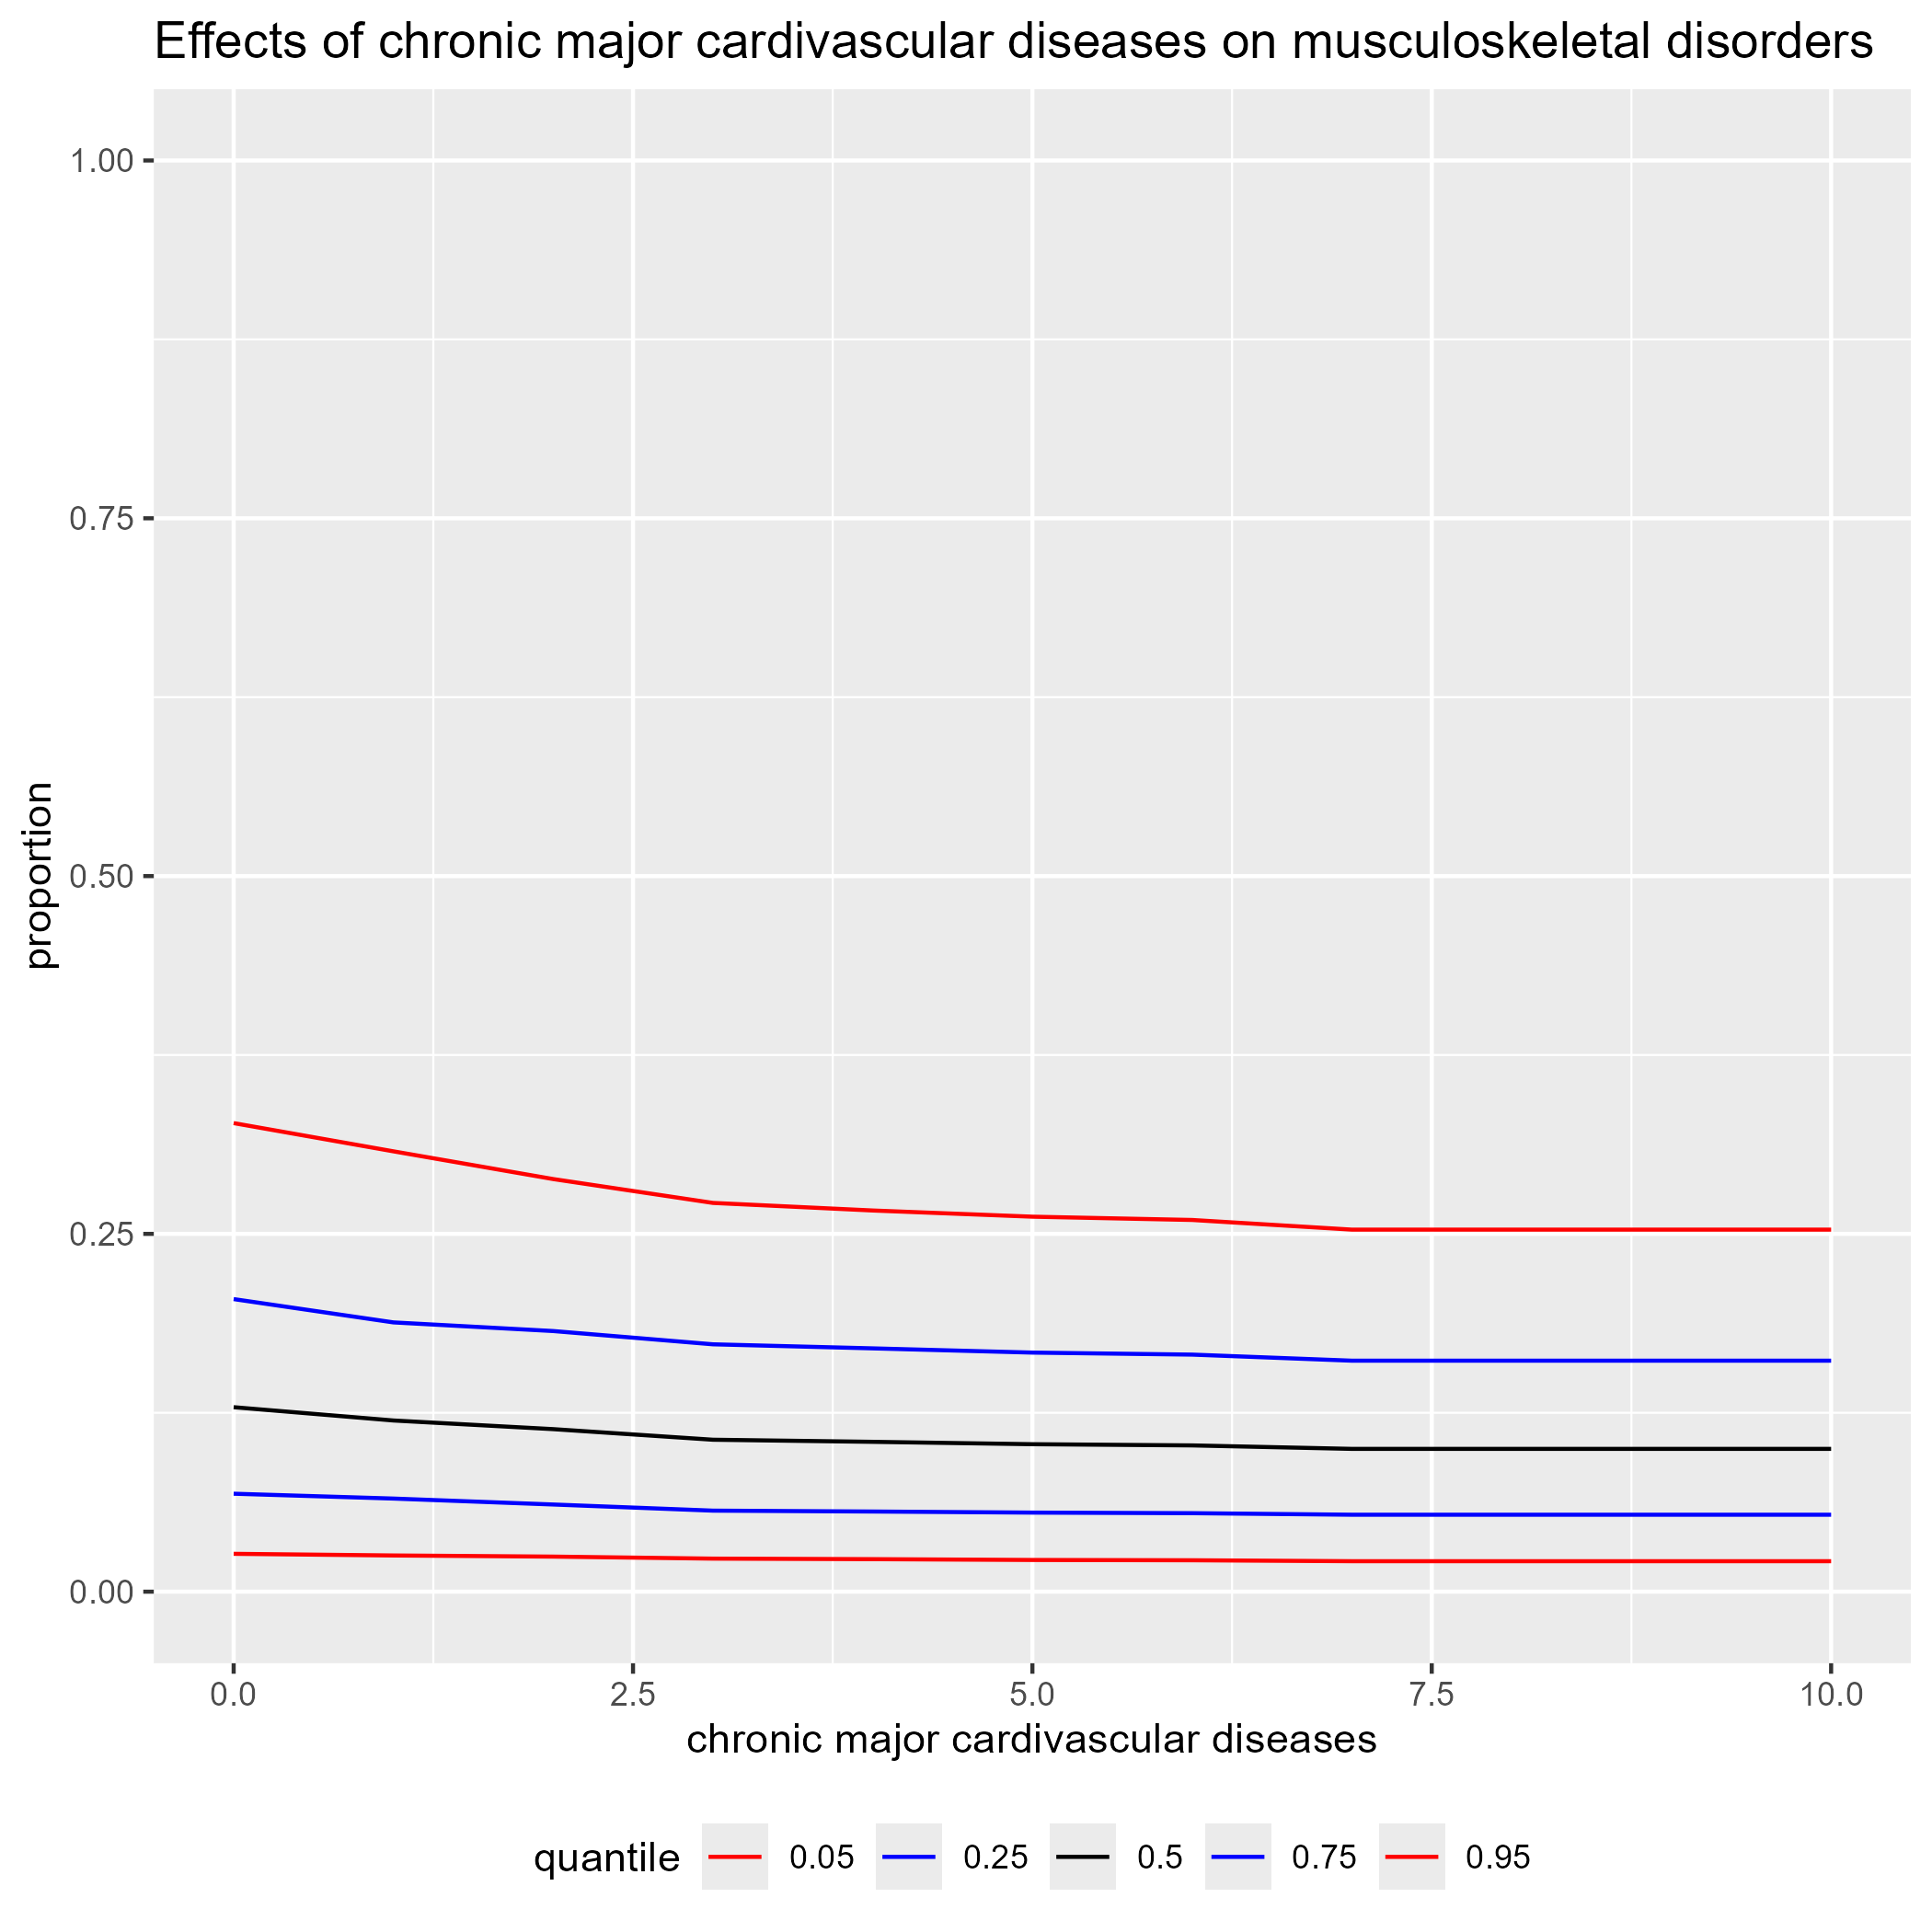 Effects of chronic major cardivascular diseases on musculoskeletal disorders
1.00
0.75
0.50
0.25
0.00
proportion
0.0 2.5 5.0 7.5 10.0
chronic major cardivascular diseases
quantile 0.05 0.25 0.5 0.75 0.95